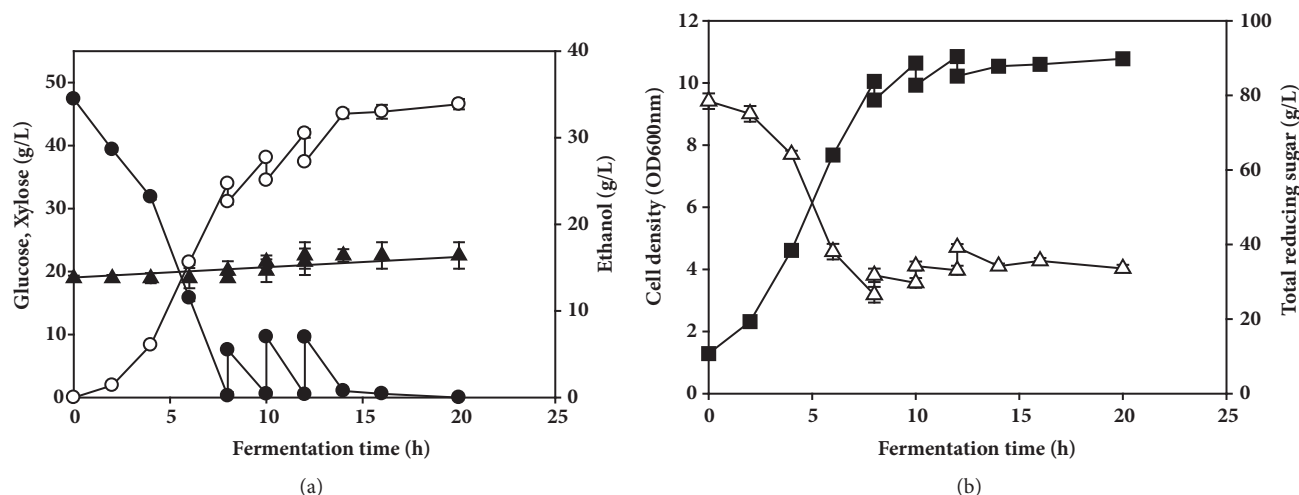 50
40
30
20
10
0
Glucose, Xylose (g/L)
40
30
20
10
0
Ethanol (g/L)
0 5 10 15 20 25
Fermentation time (h)
(a)
12
10
8
6
4
2
0
Cell density (OD600nm)
100
80
60
40
20
0
Total reducing sugar (g/L)
0 5 10 15 20 25
Fermentation time (h)
(b)